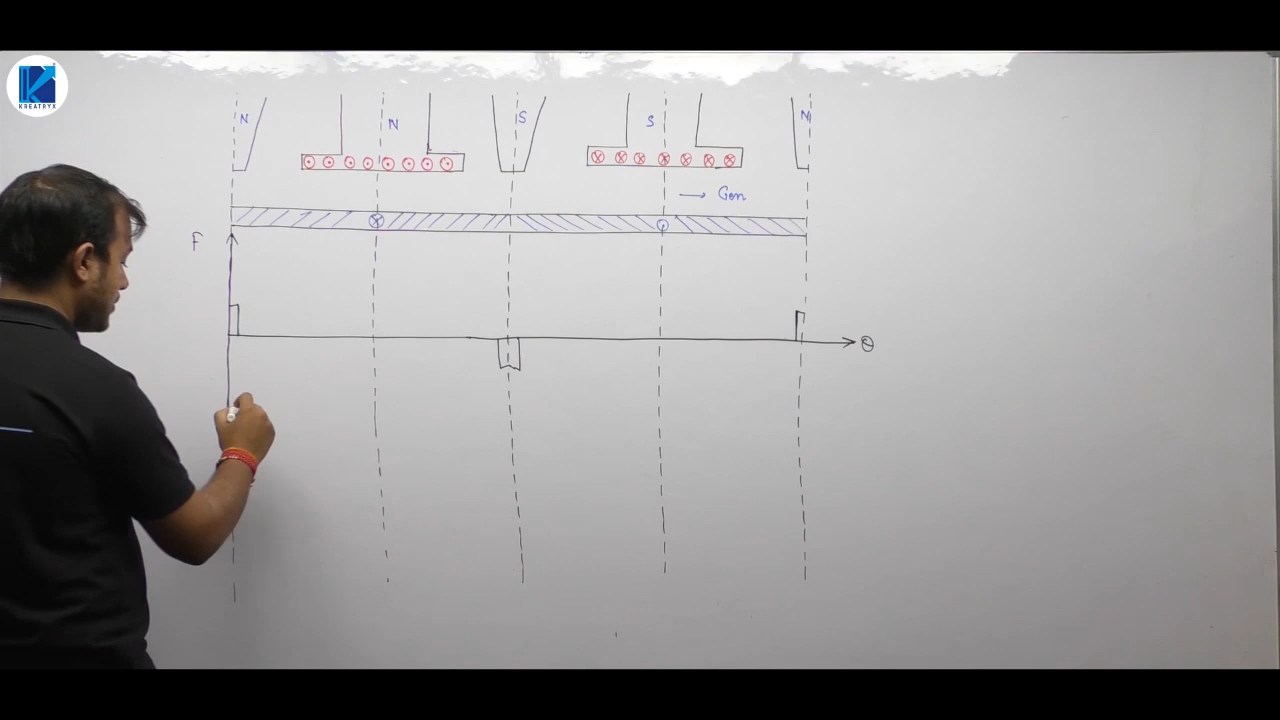 KREATRYX
N N S S N
→ Gen
F
θ